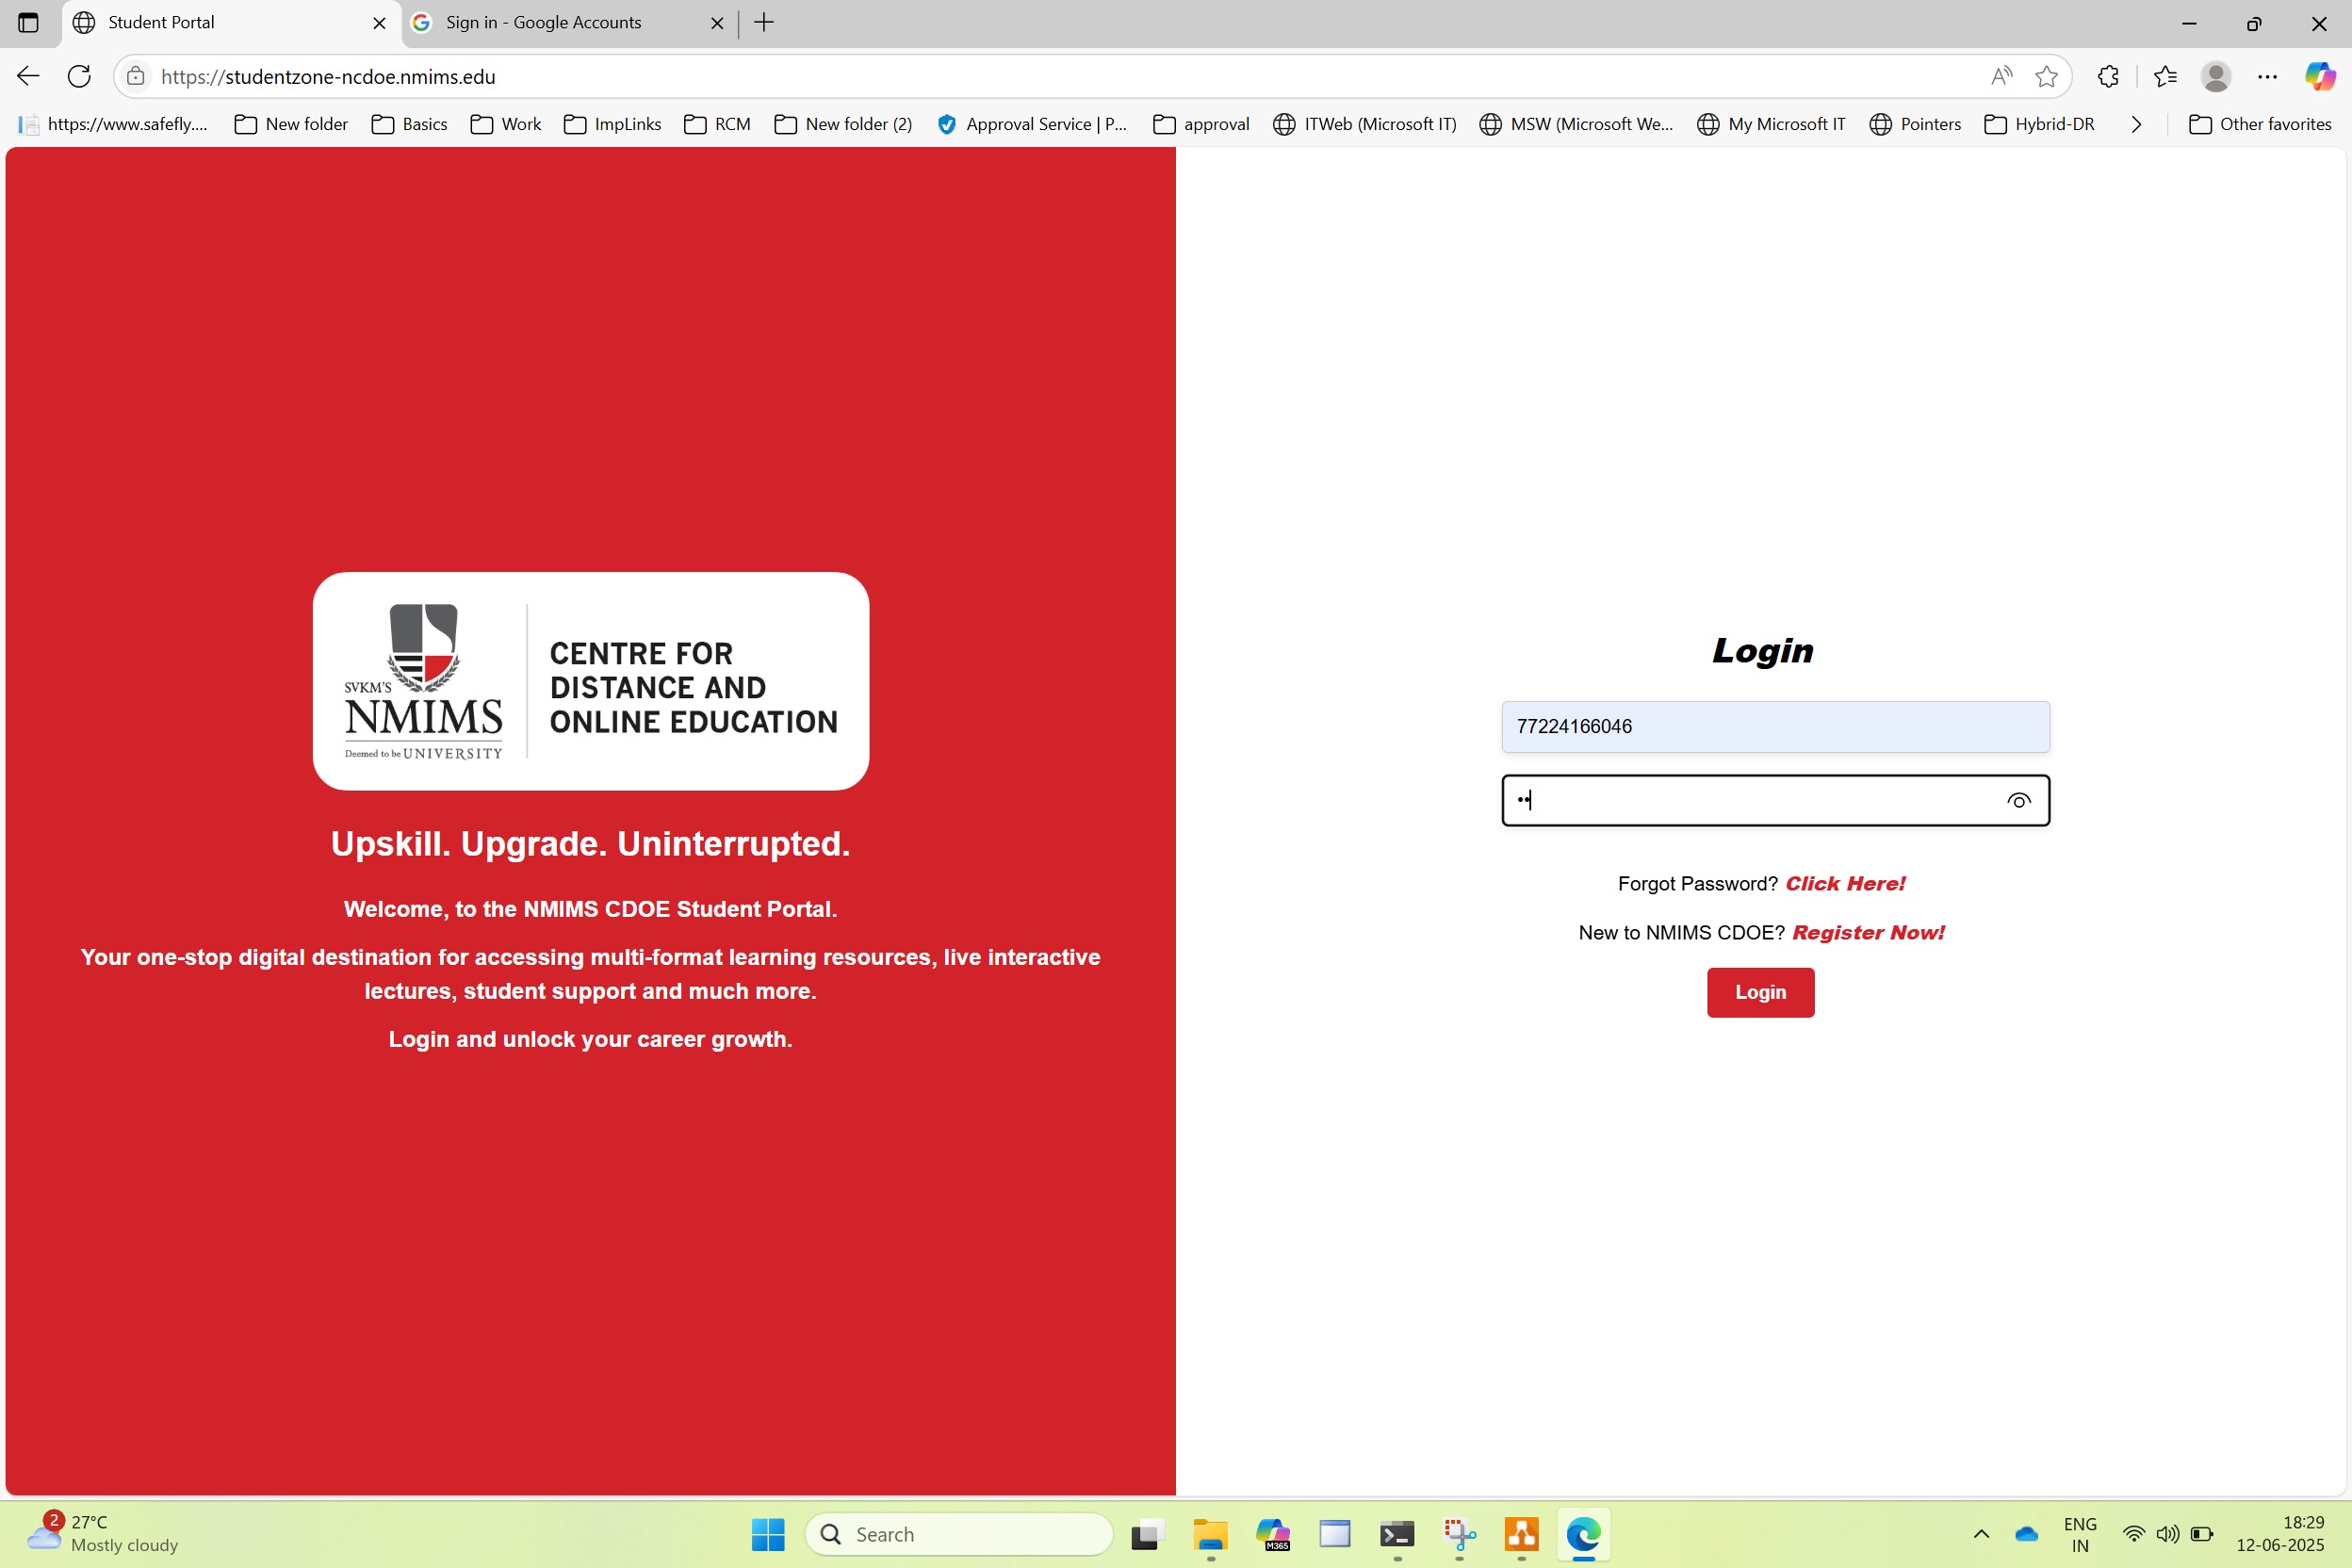 Student Portal
Sign in - Google Accounts
https://studentzone-ncdoe.nmims.edu
https://www.safefly....
New folder
Basics
Work
ImpLinks
RCM
New folder (2)
Approval Service | P...
approval
ITWeb (Microsoft IT)
MSW (Microsoft We...
My Microsoft IT
Pointers
Hybrid-DR
Other favorites
SVKM'S
NMIMS
Deemed to be UNIVERSITY
CENTRE FOR
DISTANCE AND
ONLINE EDUCATION
Upskill. Upgrade. Uninterrupted.
Welcome, to the NMIMS CDOE Student Portal.
Your one-stop digital destination for accessing multi-format learning resources, live interactive
lectures, student support and much more.
Login and unlock your career growth.
Login
77224166046
••
Forgot Password? Click Here!
New to NMIMS CDOE? Register Now!
Login
2
27°C
Mostly cloudy
Search
M365
ENG
IN
18:29
12-06-2025